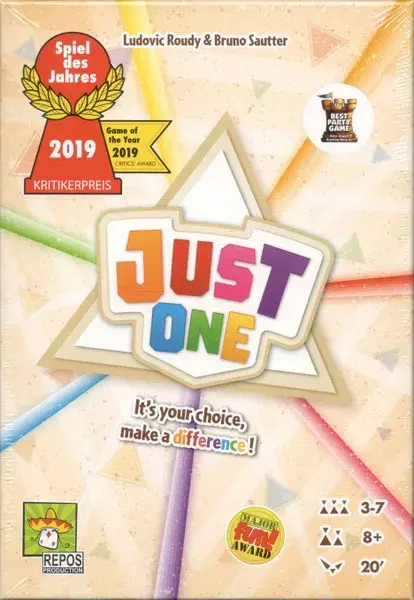 Ludovic Roudy & Bruno Sautter
Spiel
des
Jahres
2019
KRITIKERPREIS
Game of
the Year
2019
CRITICS' AWARD
BEST
PARTY
GAME
JUST
ONE
It's your choice,
make a difference !
REPOS
PRODUCTION
MAJOR
fun!
AWARD
3-7
8+
20'